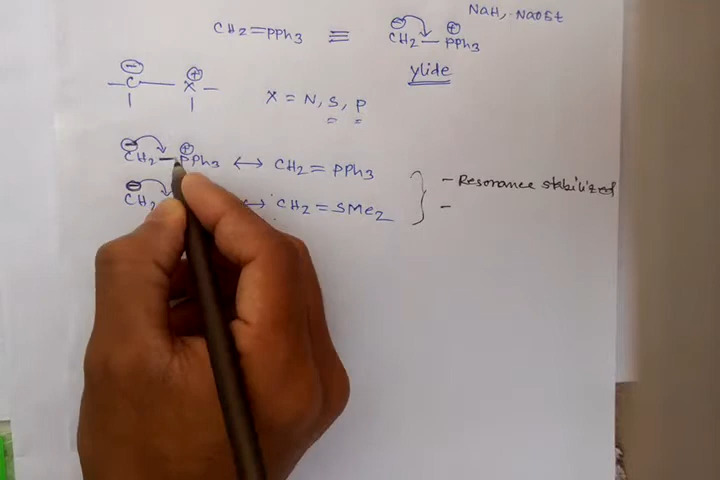 NaH, NaOEt
CH2=PPh3 ≡ ⊖CH2—⊕PPh3
ylide
—C⊖—X⊕—
X = N, S, P
⊖CH2—⊕PPh3 ↔ CH2=PPh3
- Resonance stabilized
⊖CH2 ↔ CH2=SMe2
-